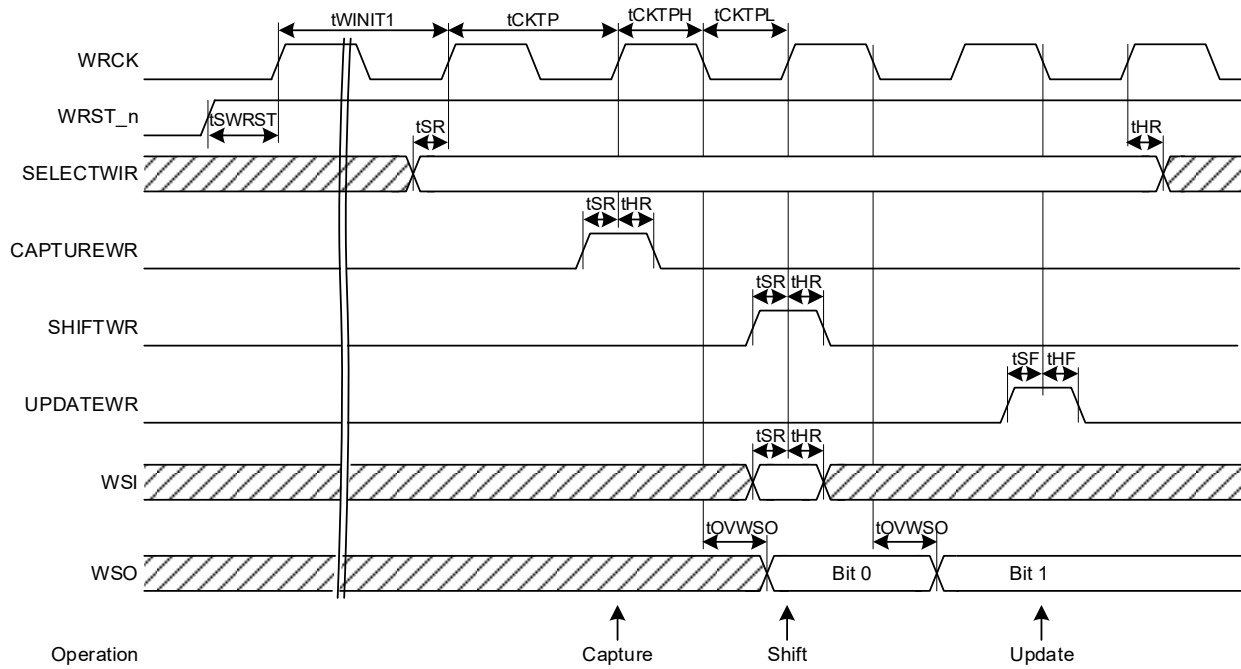 tWINIT1 tCKTP tCKTPH tCKTPL
WRCK
WRST_n
tSWRST
tSR tHR
SELECTWIR
tSR tHR
CAPTUREWR
tSR tHR
SHIFTWR
tSF tHF
UPDATEWR
tSR tHR
WSI
tOVWSO tOVWSO
WSO Bit 0 Bit 1
Operation Capture Shift Update